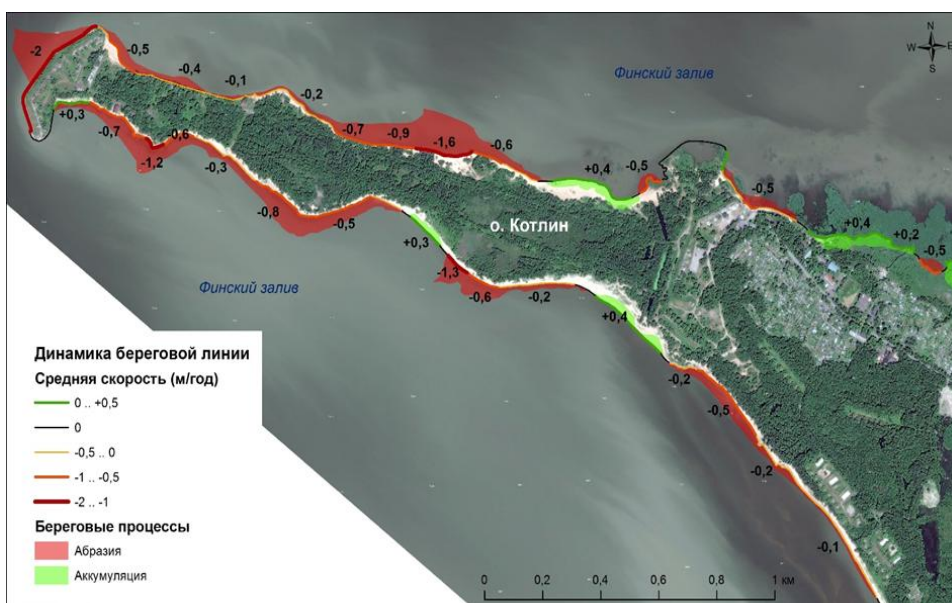 N
W E
S
Финский залив
-2
-0,5
-0,4
-0,1
-0,2
-0,7
-0,9
-1,6
-0,6
+0,4
-0,5
-0,5
+0,4
+0,2
-0,5
+0,3
-0,7
-0,6
-1,2
-0,3
-0,8
-0,5
+0,3
-1,3
-0,6
-0,2
+0,4
-0,2
-0,5
-0,2
-0,1
о. Котлин
Финский залив
Динамика береговой линии
Средняя скорость (м/год)
0 .. +0,5
0
-0,5 .. 0
-1 .. -0,5
-2 .. -1
Береговые процессы
Абразия
Аккумуляция
0 0,2 0,4 0,6 0,8 1 км